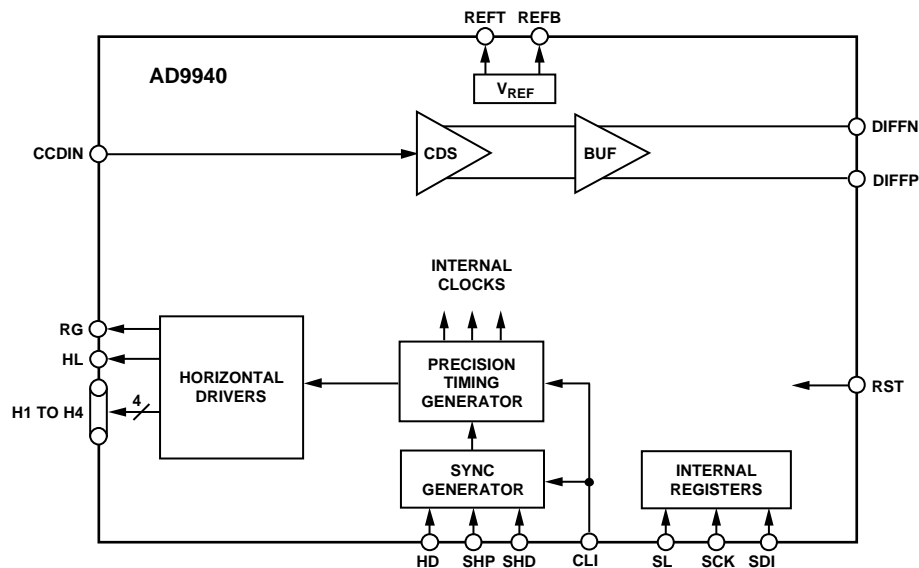 REFT REFB
AD9940
VREF
CCDIN
CDS
BUF
DIFFN
DIFFP
INTERNAL
CLOCKS
RG
HL
H1 TO H4
4
HORIZONTAL
DRIVERS
PRECISION
TIMING
GENERATOR
RST
SYNC
GENERATOR
INTERNAL
REGISTERS
HD SHP SHD CLI SL SCK SDI